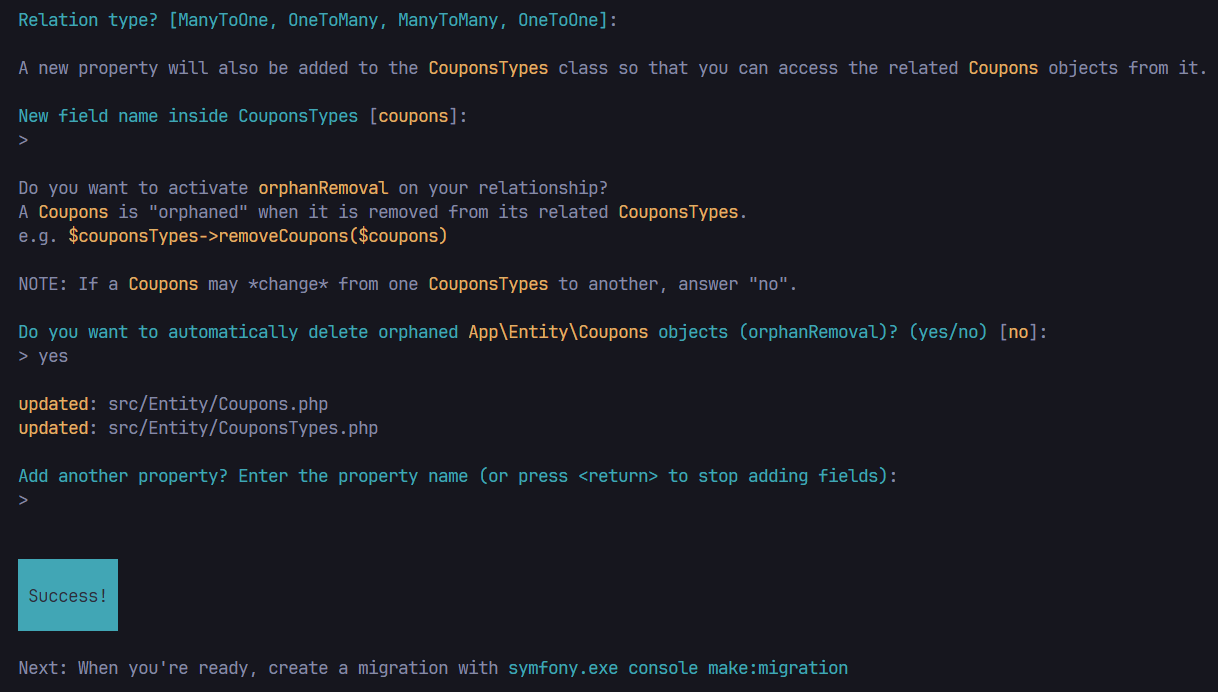 Relation type? [ManyToOne, OneToMany, ManyToMany, OneToOne]:
A new property will also be added to the CouponsTypes class so that you can access the related Coupons objects from it.
New field name inside CouponsTypes [coupons]:
>
Do you want to activate orphanRemoval on your relationship?
A Coupons is "orphaned" when it is removed from its related CouponsTypes.
e.g. $couponsTypes->removeCoupons($coupons)
NOTE: If a Coupons may *change* from one CouponsTypes to another, answer "no".
Do you want to automatically delete orphaned App\Entity\Coupons objects (orphanRemoval)? (yes/no) [no]:
> yes
updated: src/Entity/Coupons.php
updated: src/Entity/CouponsTypes.php
Add another property? Enter the property name (or press <return> to stop adding fields):
>
Success!
Next: When you're ready, create a migration with symfony.exe console make:migration